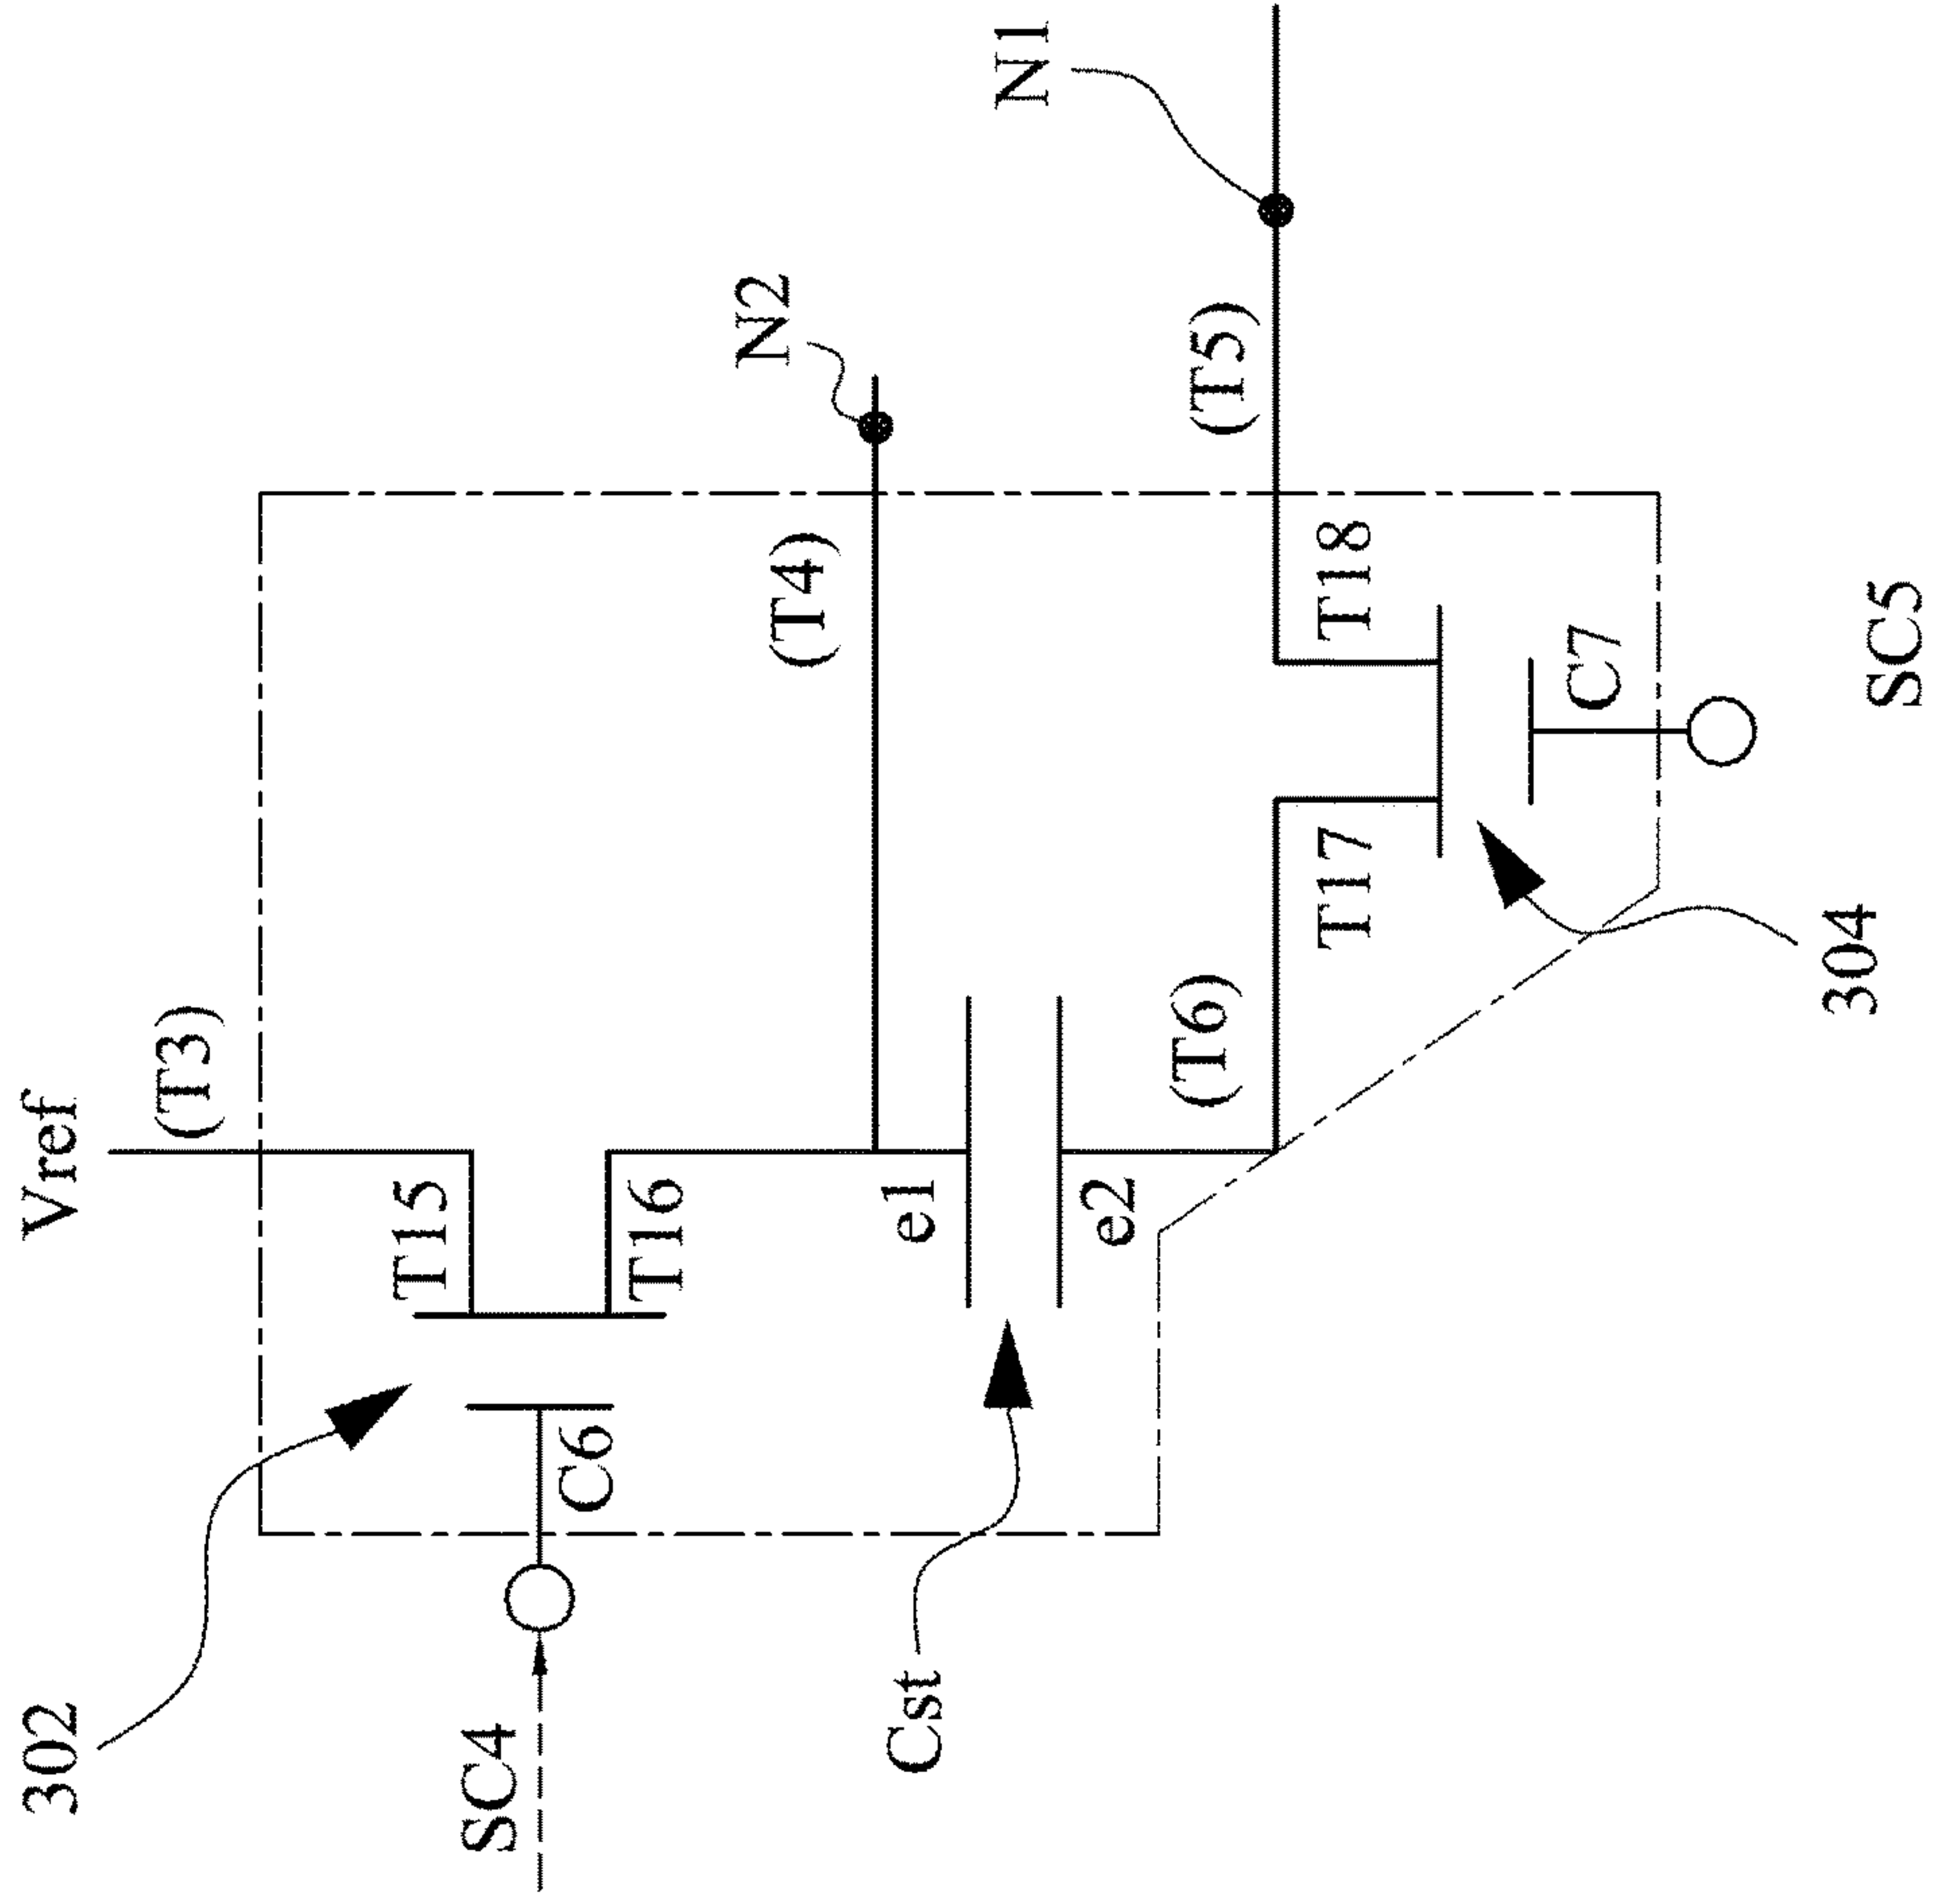 Vref
(T3)
302
T15
T16
C6
SC4
N2
(T4)
N1
(T5)
e1
e2
Cst
(T6)
T17
T18
C7
SC5
304